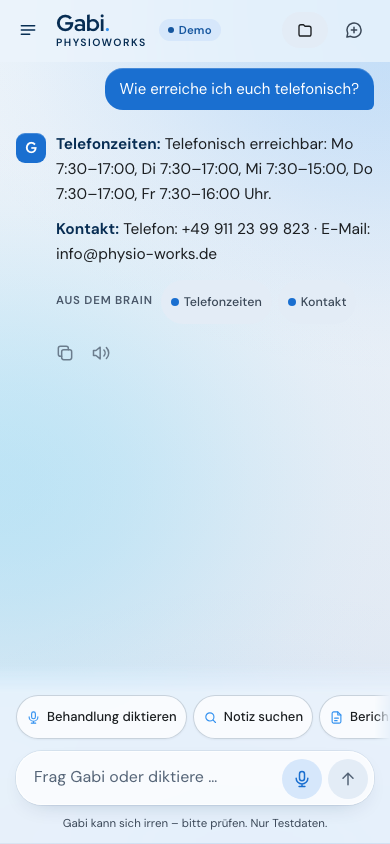 Gabi.
PHYSIOWORKS
Demo
Wie erreiche ich euch telefonisch?
G
Telefonzeiten: Telefonisch erreichbar: Mo
7:30–17:00, Di 7:30–17:00, Mi 7:30–15:00, Do
7:30–17:00, Fr 7:30–16:00 Uhr.
Kontakt: Telefon: +49 911 23 99 823 · E-Mail:
info@physio-works.de
AUS DEM BRAIN Telefonzeiten Kontakt
Behandlung diktieren Notiz suchen Berich
Frag Gabi oder diktiere ...
Gabi kann sich irren – bitte prüfen. Nur Testdaten.